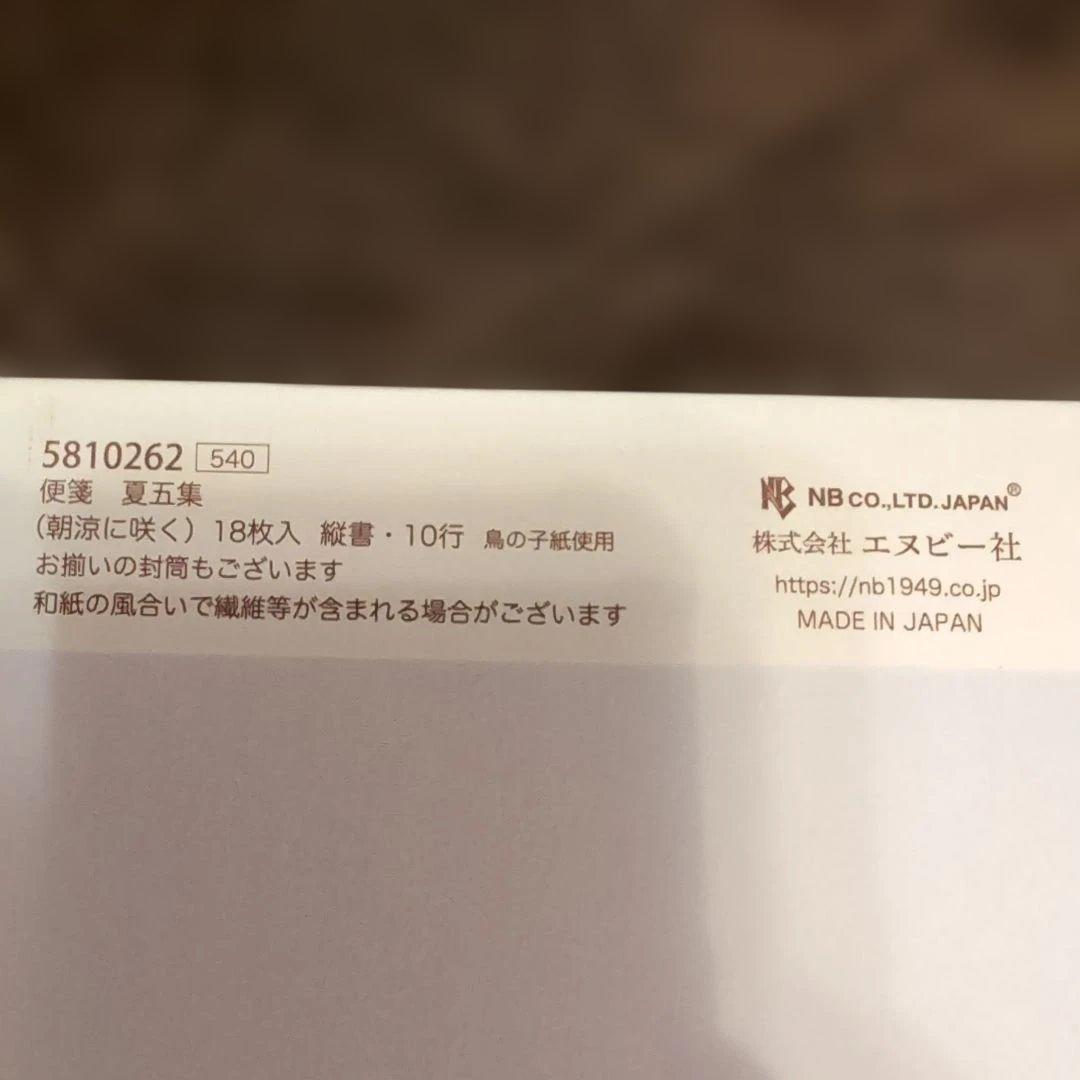 5810262 540
便箋 夏五集
(朝涼に咲く) 18枚入 縦書・10行 鳥の子紙使用
お揃いの封筒もございます
和紙の風合いで繊維等が含まれる場合がございます
NB NB CO.,LTD. JAPAN®
株式会社 エヌビー社
https://nb1949.co.jp
MADE IN JAPAN